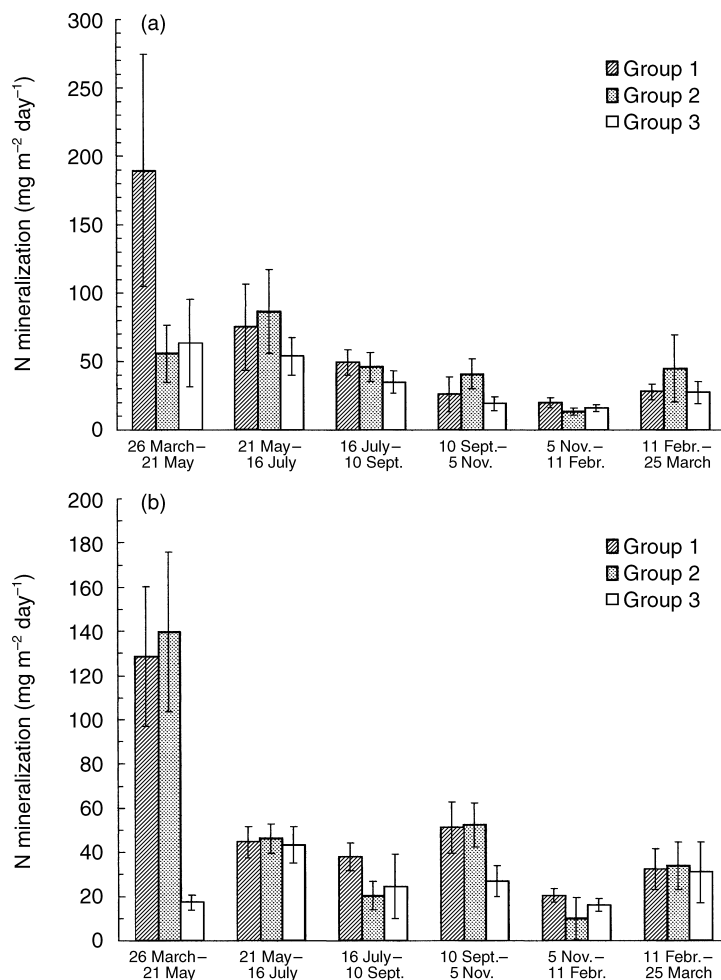 (a)
N mineralization (mg m⁻² day⁻¹)
300
250
200
150
100
50
0
Group 1
Group 2
Group 3
26 March–
21 May
21 May–
16 July
16 July–
10 Sept.
10 Sept.–
5 Nov.
5 Nov.–
11 Febr.
11 Febr.–
25 March
(b)
N mineralization (mg m⁻² day⁻¹)
200
180
160
140
120
100
80
60
40
20
0
Group 1
Group 2
Group 3
26 March–
21 May
21 May–
16 July
16 July–
10 Sept.
10 Sept.–
5 Nov.
5 Nov.–
11 Febr.
11 Febr.–
25 March